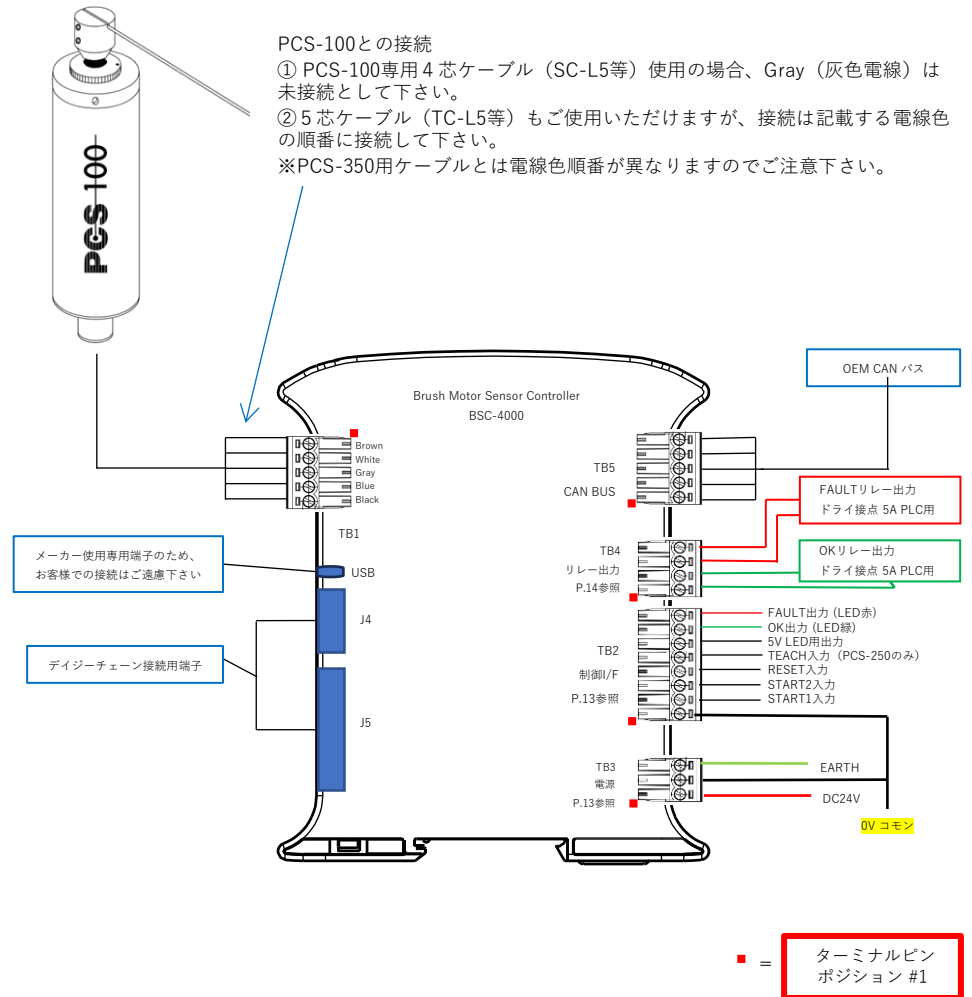 PCS-100との接続
① PCS-100専用４芯ケーブル（SC-L5等）使用の場合、Gray（灰色電線）は
未接続として下さい。
②５芯ケーブル（TC-L5等）もご使用いただけますが、接続は記載する電線色
の順番に接続して下さい。
※PCS-350用ケーブルとは電線色順番が異なりますのでご注意下さい。
PCS-100
OEM CAN バス
Brush Motor Sensor Controller
BSC-4000
Brown
White
Gray
Blue
Black
TB1
TB5
CAN BUS
FAULTリレー出力
ドライ接点 5A PLC用
OKリレー出力
ドライ接点 5A PLC用
TB4
リレー出力
P.14参照
メーカー使用専用端子のため、
お客様での接続はご遠慮下さい
USB
J4
デイジーチェーン接続用端子
J5
TB2
制御I/F
P.13参照
FAULT出力 (LED赤)
OK出力 (LED緑)
5V LED用出力
TEACH入力（PCS-250のみ）
RESET入力
START2入力
START1入力
TB3
電源
P.13参照
EARTH
DC24V
0V コモン
=
ターミナルピン
ポジション #1